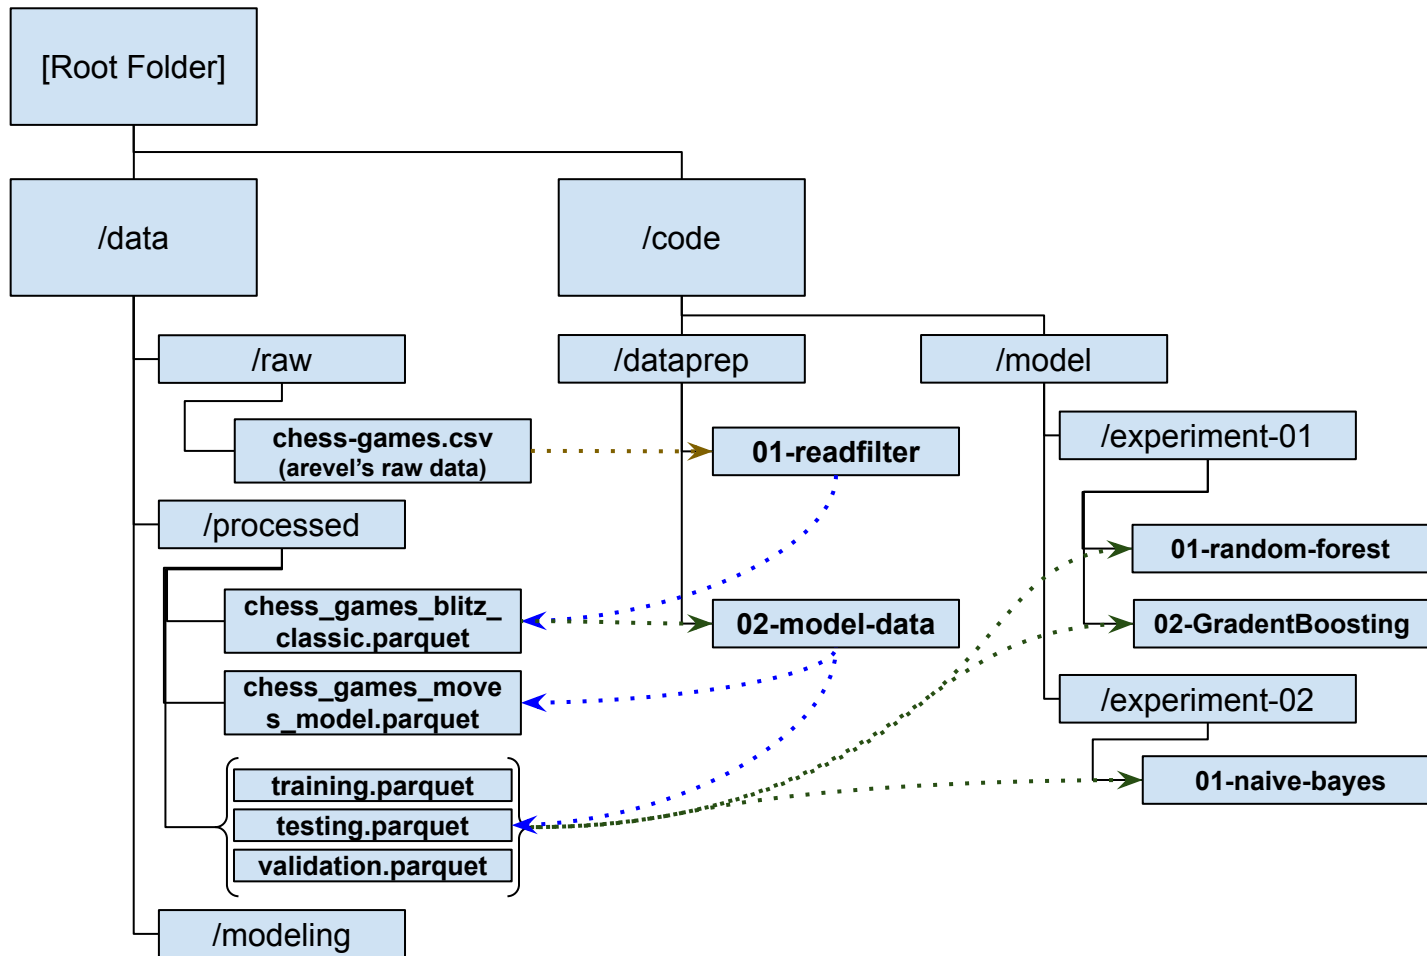 [Root Folder]
/data
/code
/raw
/dataprep
/model
chess-games.csv
(arevel's raw data)
01-readfilter
/experiment-01
/processed
01-random-forest
chess_games_blitz_
classic.parquet
02-model-data
02-GradentBoosting
chess_games_move
s_model.parquet
/experiment-02
training.parquet
01-naive-bayes
testing.parquet
validation.parquet
/modeling